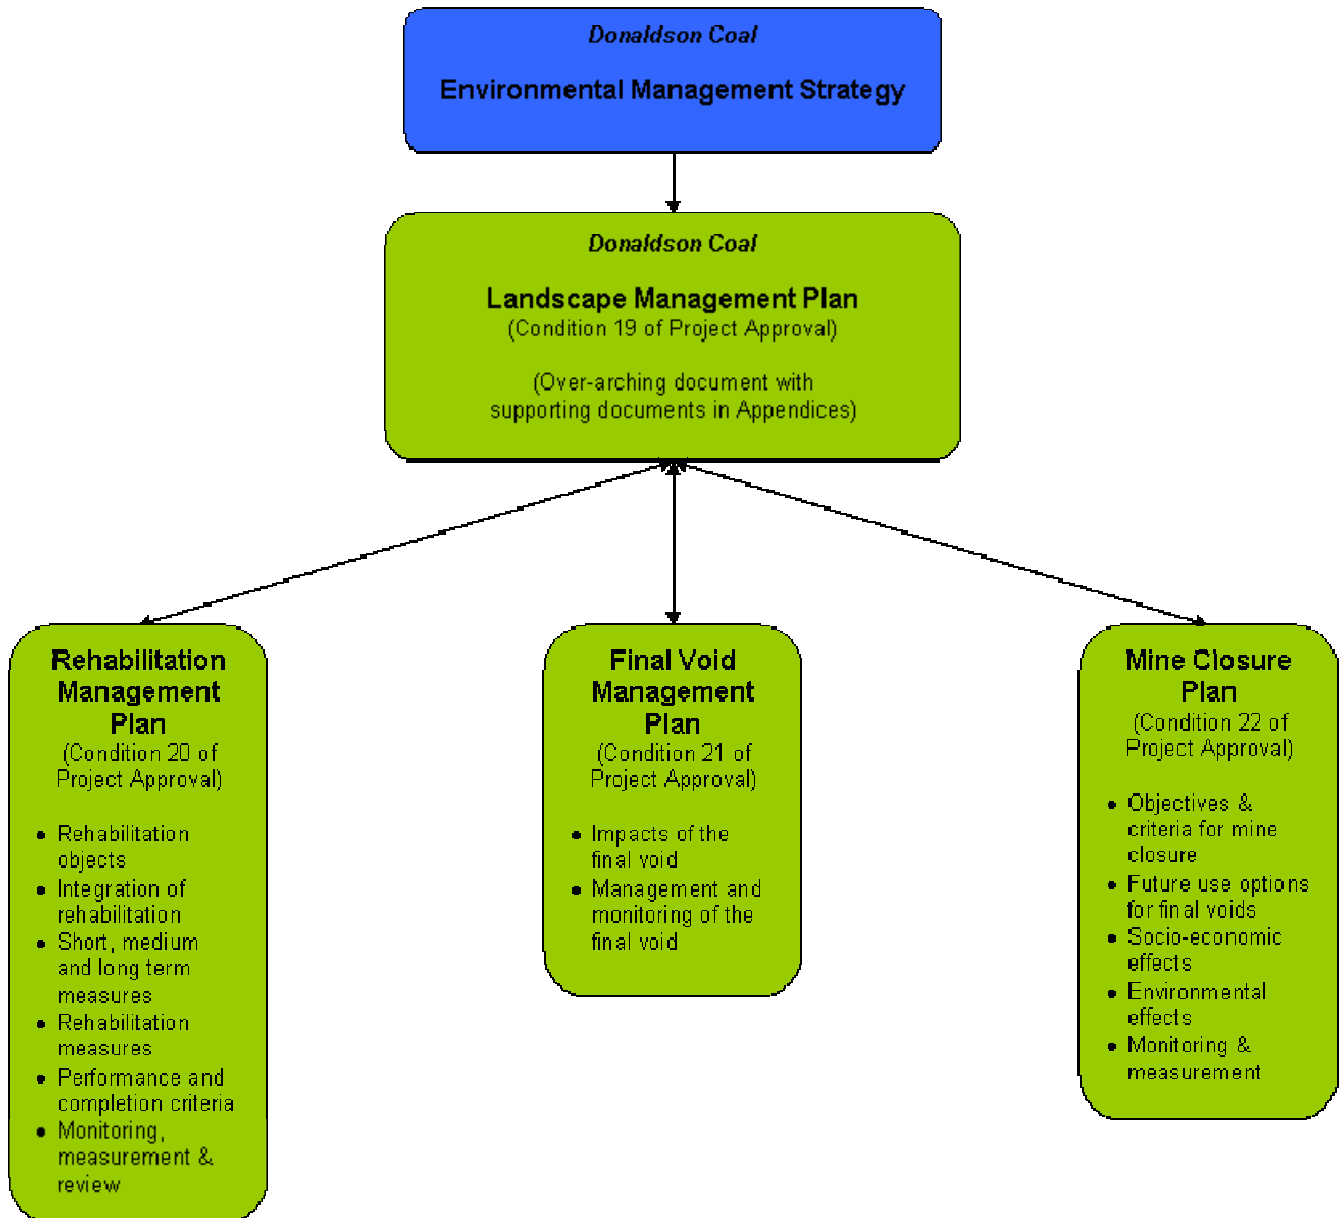 Donaldson Coal
Environmental Management Strategy
Donaldson Coal
Landscape Management Plan
(Condition 19 of Project Approval)
(Over-arching document with
supporting documents in Appendices)
Rehabilitation
Management
Plan
(Condition 20 of
Project Approval)
• Rehabilitation
objects
• Integration of
rehabilitation
• Short, medium
and long term
measures
• Rehabilitation
measures
• Performance and
completion criteria
• Monitoring,
measurement &
review
Final Void
Management
Plan
(Condition 21 of
Project Approval)
• Impacts of the
final void
• Management and
monitoring of the
final void
Mine Closure
Plan
(Condition 22 of
Project Approval)
• Objectives &
criteria for mine
closure
• Future use options
for final voids
• Socio-economic
effects
• Environmental
effects
• Monitoring &
measurement